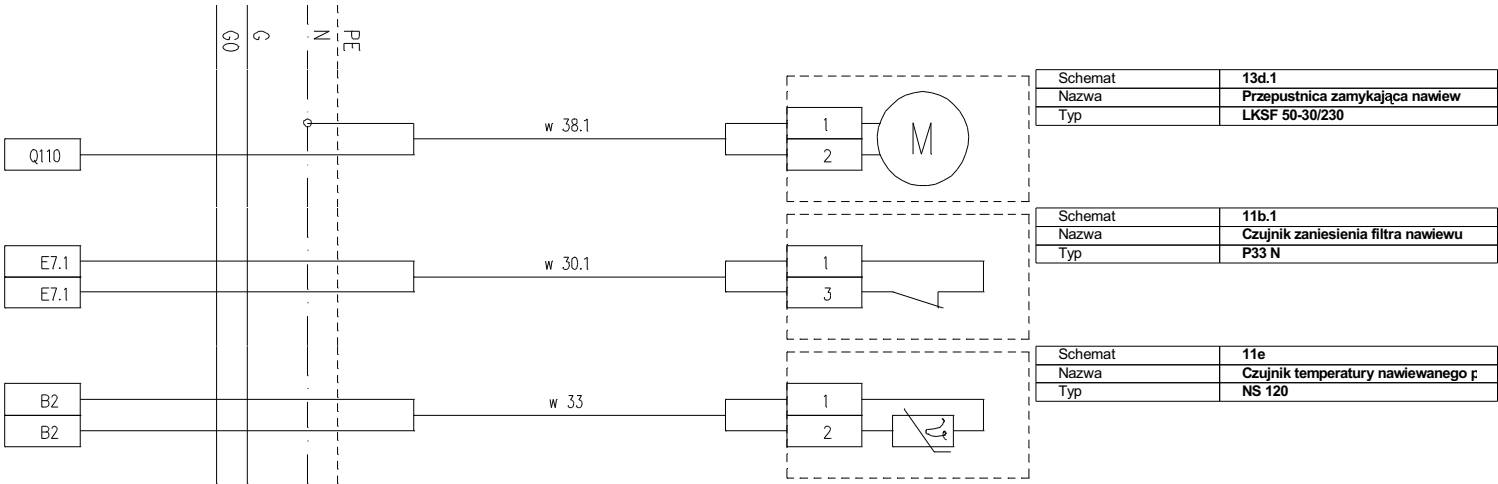 G0 G N PE
Q110 w 38.1 1 M
2
Schemat 13d.1
Nazwa Przepustnica zamykająca nawiew
Typ LKSF 50-30/230
E7.1 w 30.1 1
E7.1 3
Schemat 11b.1
Nazwa Czujnik zaniesienia filtra nawiewu
Typ P33 N
B2 w 33 1
B2 2
Schemat 11e
Nazwa Czujnik temperatury nawiewanego
Typ NS 120